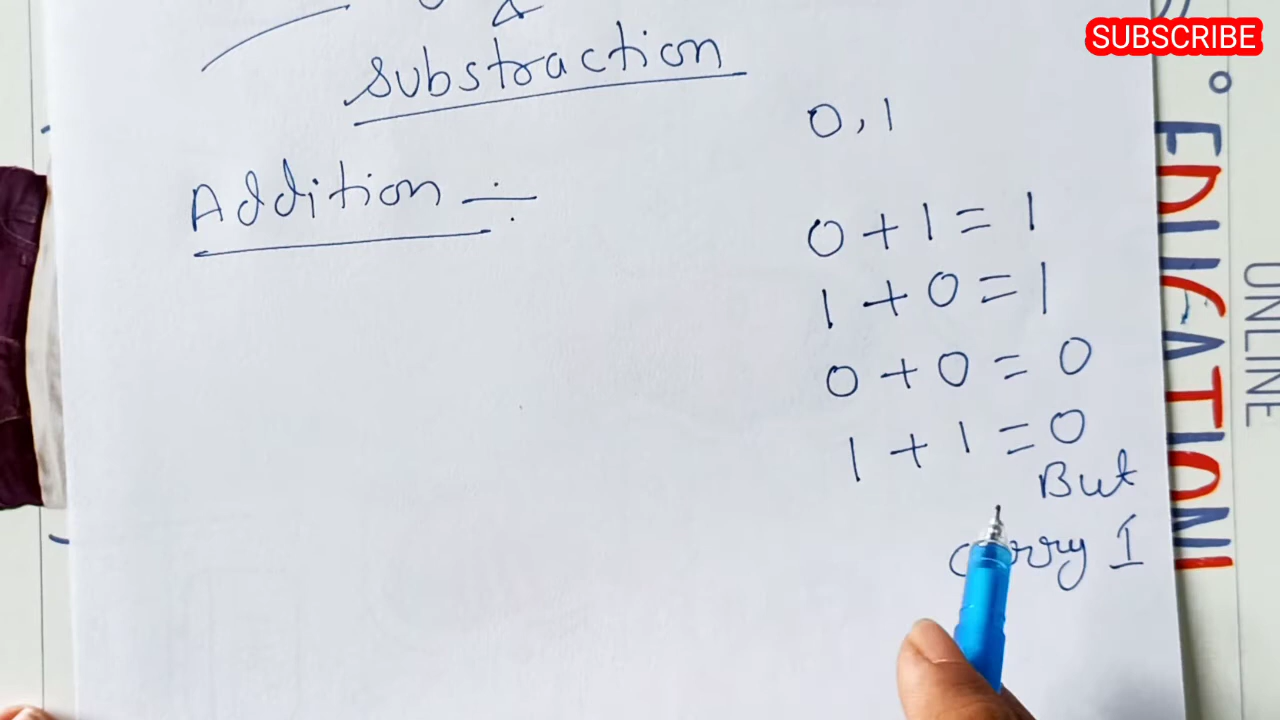 &
Substraction
Addition ÷
0, 1
0 + 1 = 1
1 + 0 = 1
0 + 0 = 0
1 + 1 = 0
But
carry 1
SUBSCRIBE
EDUCATION
ONLINE